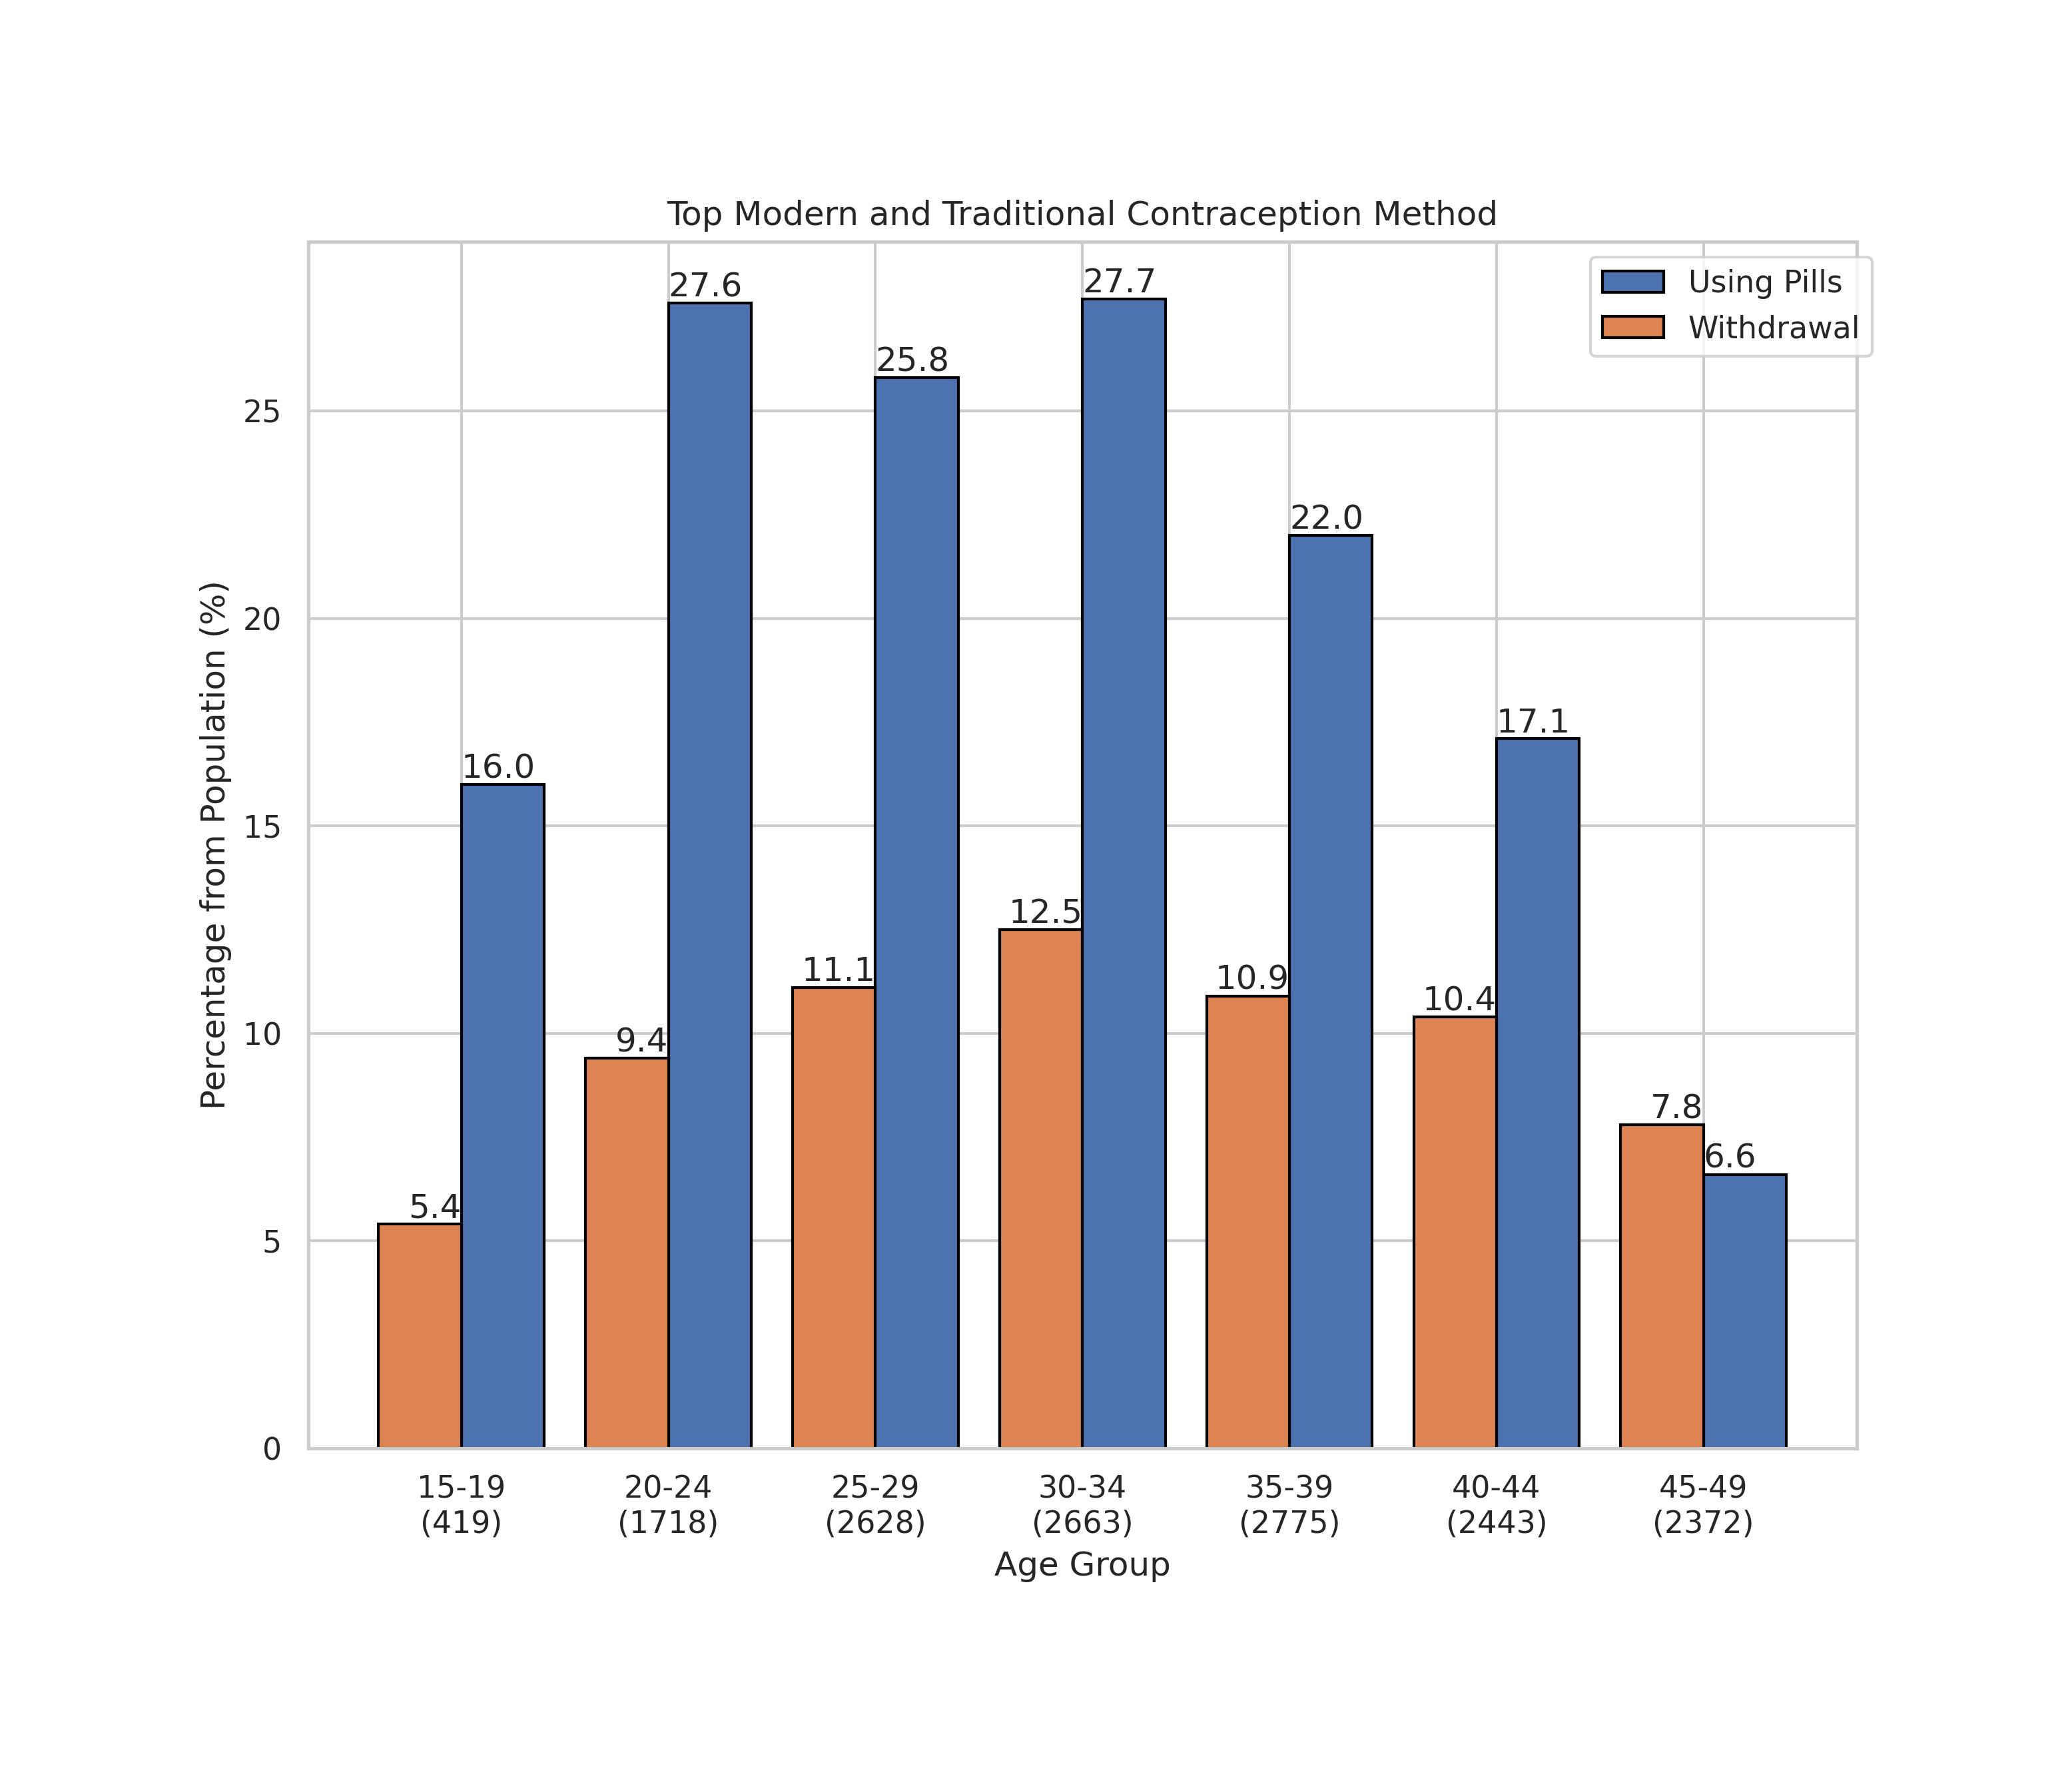 Top Modern and Traditional Contraception Method
Using Pills
Withdrawal
Percentage from Population (%)
25
20
15
10
5
0
5.4
16.0
9.4
27.6
11.1
25.8
12.5
27.7
10.9
22.0
10.4
17.1
7.8
6.6
15-19 20-24 25-29 30-34 35-39 40-44 45-49
(419) (1718) (2628) (2663) (2775) (2443) (2372)
Age Group